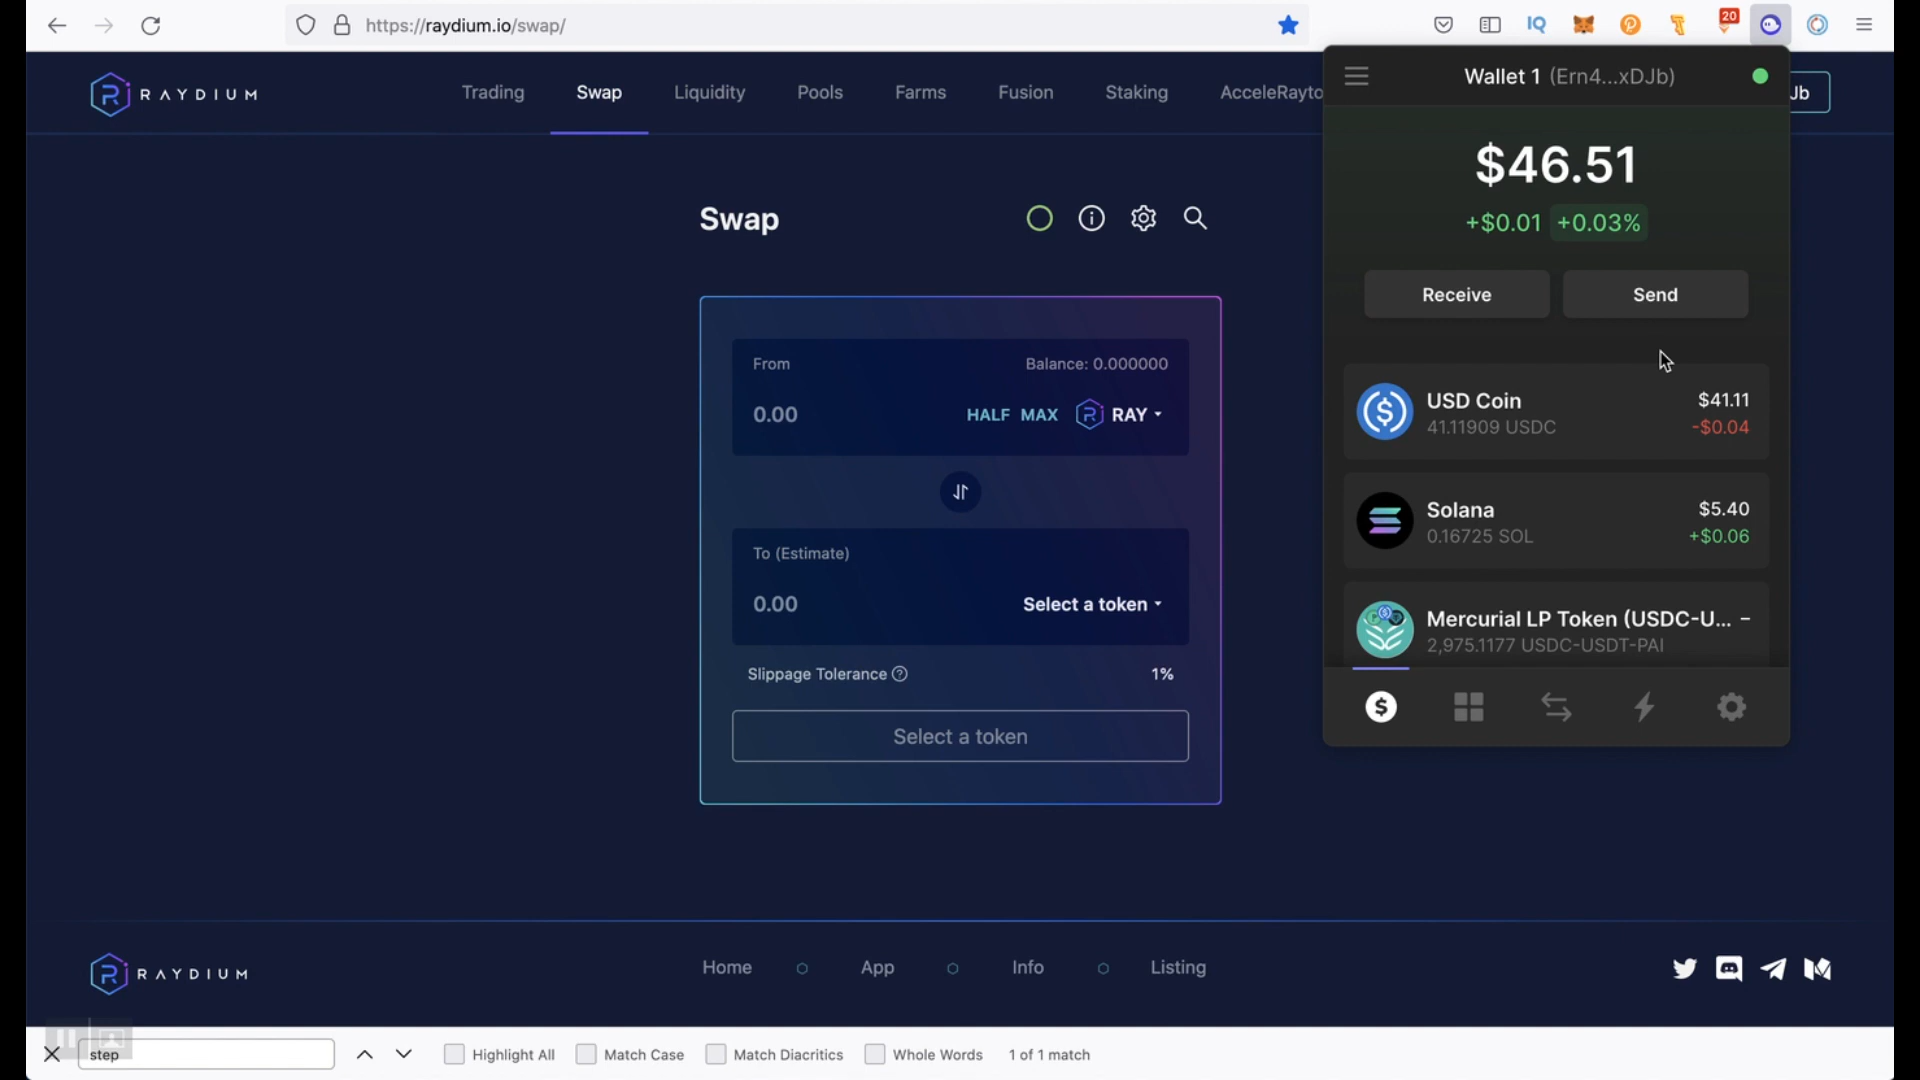 https://raydium.io/swap/
IQ
20
RAYDIUM
Trading
Swap
Liquidity
Pools
Farms
Fusion
Staking
AcceleRayto
Jb
Wallet 1 (Ern4...xDJb)
$46.51
+$0.01 +0.03%
Receive
Send
USD Coin
$41.11
41.11909 USDC
-$0.04
Solana
$5.40
0.16725 SOL
+$0.06
Mercurial LP Token (USDC-U... –
2,975.1177 USDC-USDT-PAI
Swap
From
Balance: 0.000000
0.00
HALF MAX RAY
To (Estimate)
0.00
Select a token
Slippage Tolerance
1%
Select a token
RAYDIUM
Home
App
Info
Listing
step
Highlight All
Match Case
Match Diacritics
Whole Words
1 of 1 match